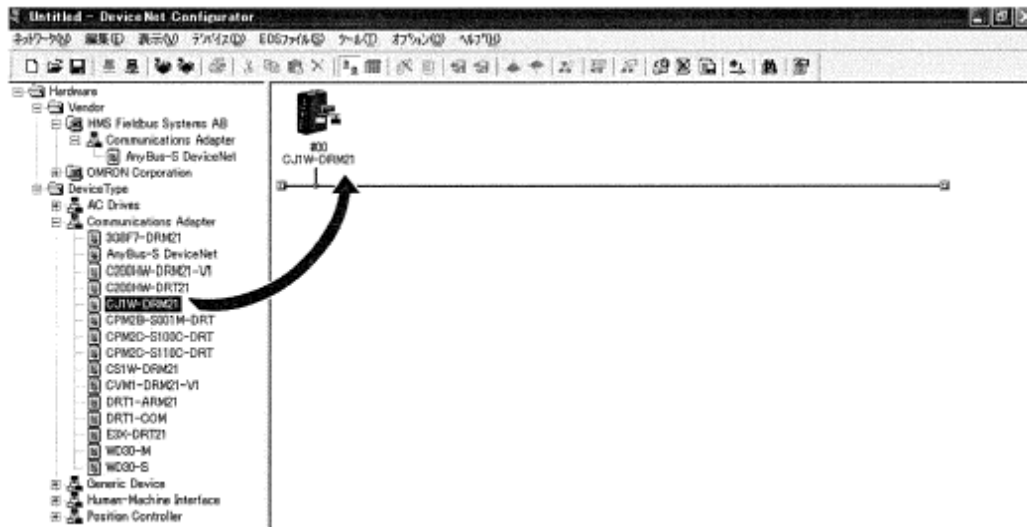 Untitled - DeviceNet Configurator
ネットワーク(N) 編集(E) 表示(V) デバイス(D) EDSファイル(S) ツール(T) オプション(O) ヘルプ(H)
Hardware
Vendor
HMS Fieldbus Systems AB
Communications Adapter
AnyBus-S DeviceNet
OMRON Corporation
DeviceType
AC Drives
Communications Adapter
3G8F7-DRM21
AnyBus-S DeviceNet
C200HW-DRM21-V1
C200HW-DRT21
CJ1W-DRM21
CPM2B-S001M-DRT
CPM2C-S100C-DRT
CPM2C-S110C-DRT
CS1W-DRM21
CVM1-DRM21-V1
DRT1-ARM21
DRT1-COM
E3X-DRT21
WD30-M
WD30-S
Generic Device
Human-Machine Interface
Position Controller
#00
CJ1W-DRM21